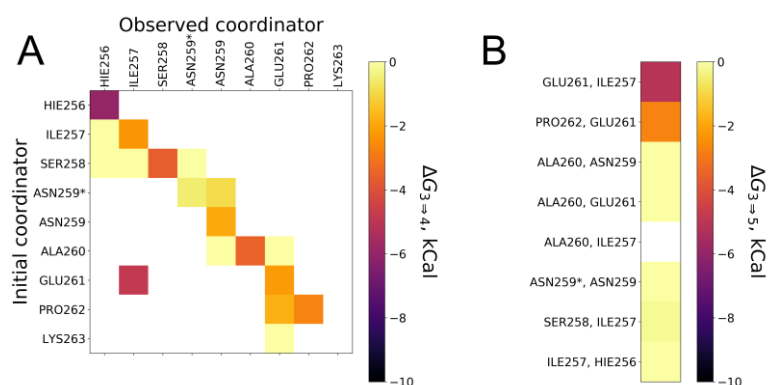 A
Observed coordinator
HIE256
ILE257
SER258
ASN259*
ASN259
ALA260
GLU261
PRO262
LYS263
Initial coordinator
HIE256
ILE257
SER258
ASN259*
ASN259
ALA260
GLU261
PRO262
LYS263
0
−2
−4
−6
−8
−10
ΔG3⇒4, kCal
B
GLU261, ILE257
PRO262, GLU261
ALA260, ASN259
ALA260, GLU261
ALA260, ILE257
ASN259*, ASN259
SER258, ILE257
ILE257, HIE256
0
−2
−4
−6
−8
−10
ΔG3⇒5, kCal